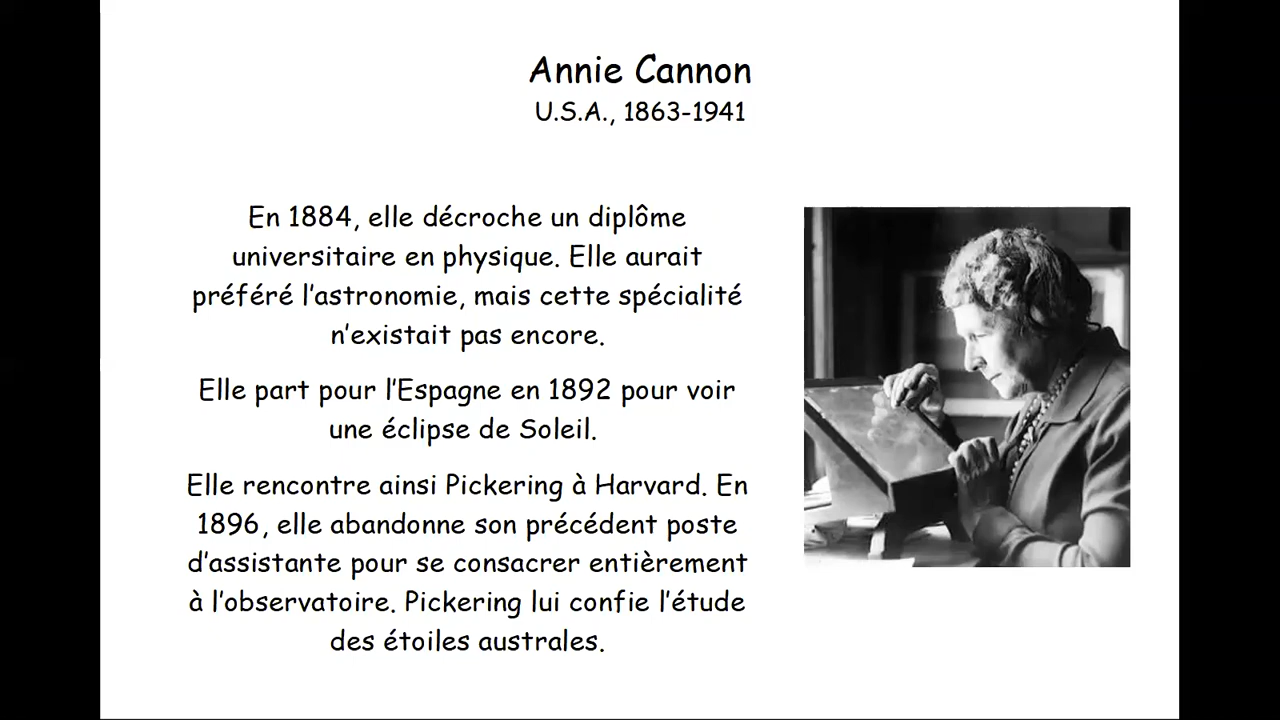 Annie Cannon
U.S.A., 1863-1941
En 1884, elle décroche un diplôme
universitaire en physique. Elle aurait
préféré l'astronomie, mais cette spécialité
n'existait pas encore.
Elle part pour l'Espagne en 1892 pour voir
une éclipse de Soleil.
Elle rencontre ainsi Pickering à Harvard. En
1896, elle abandonne son précédent poste
d'assistante pour se consacrer entièrement
à l'observatoire. Pickering lui confie l'étude
des étoiles australes.